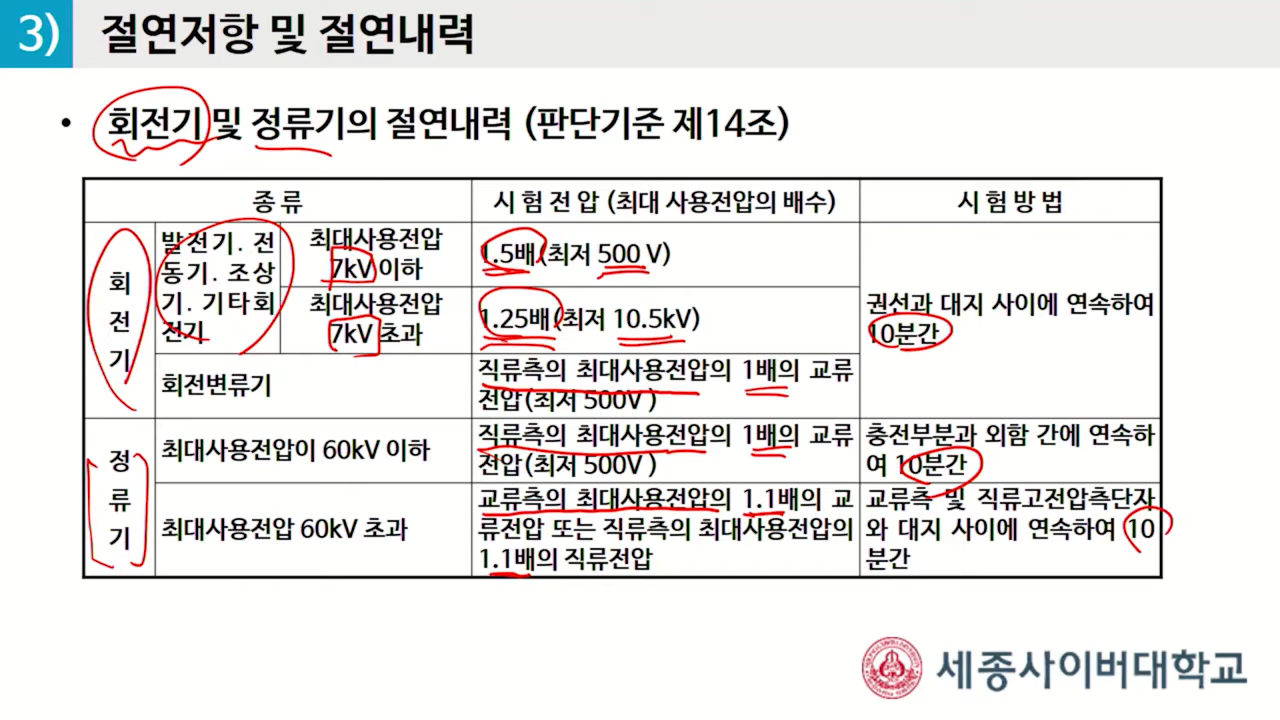 3) 절연저항 및 절연내력
• 회전기 및 정류기의 절연내력 (판단기준 제14조)
종 류
시 험 전 압 (최대 사용전압의 배수)
시 험 방 법
회
전
기
발전기. 전
동기. 조상
기. 기타회
전기
최대사용전압
7kV 이하
1.5배(최저 500 V)
최대사용전압
7kV 초과
1.25배(최저 10.5kV)
권선과 대지 사이에 연속하여
10분간
회전변류기
직류측의 최대사용전압의 1배의 교류
전압(최저 500V )
정
류
기
최대사용전압이 60kV 이하
직류측의 최대사용전압의 1배의 교류
전압(최저 500V )
충전부분과 외함 간에 연속하
여 10분간
최대사용전압 60kV 초과
교류측의 최대사용전압의 1.1배의 교
류전압 또는 직류측의 최대사용전압의
1.1배의 직류전압
교류측 및 직류고전압측단자
와 대지 사이에 연속하여 10
분간
세종사이버대학교